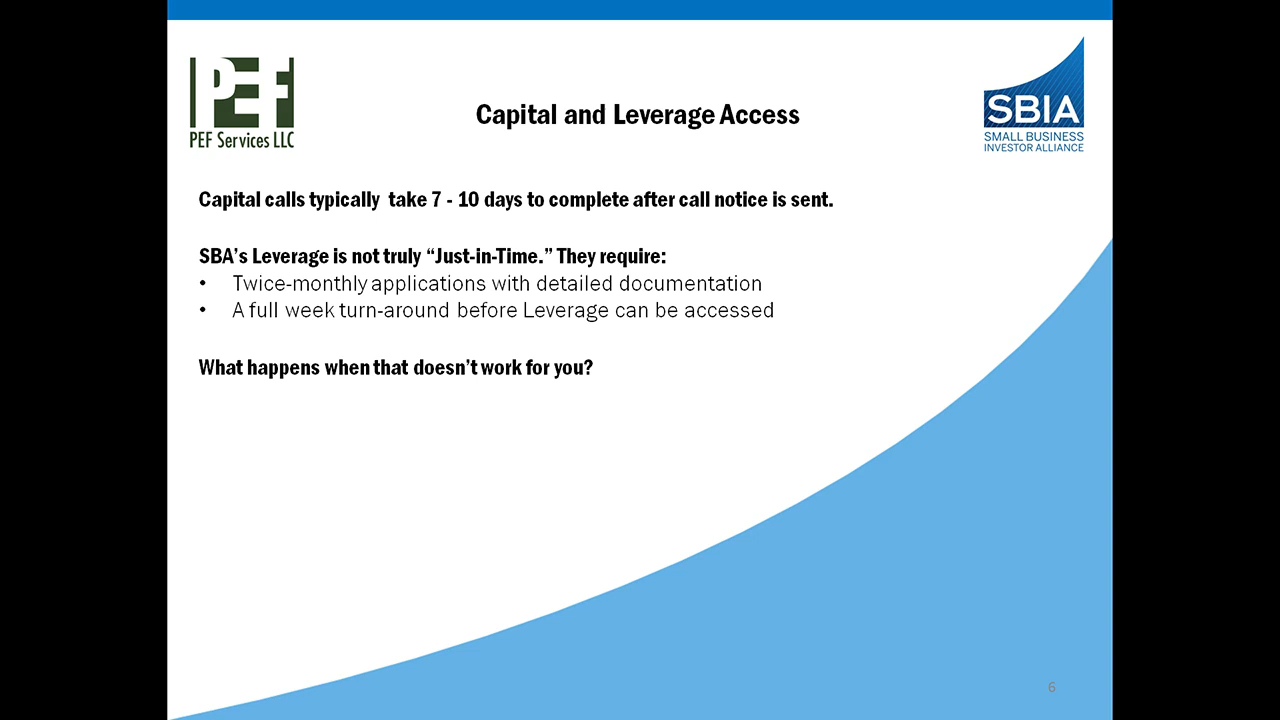 PEF
PEF Services LLC
Capital and Leverage Access
SBIA
SMALL BUSINESS
INVESTOR ALLIANCE
Capital calls typically  take 7 - 10 days to complete after call notice is sent.
SBA’s Leverage is not truly “Just-in-Time.” They require:
• Twice-monthly applications with detailed documentation
• A full week turn-around before Leverage can be accessed
What happens when that doesn’t work for you?
6